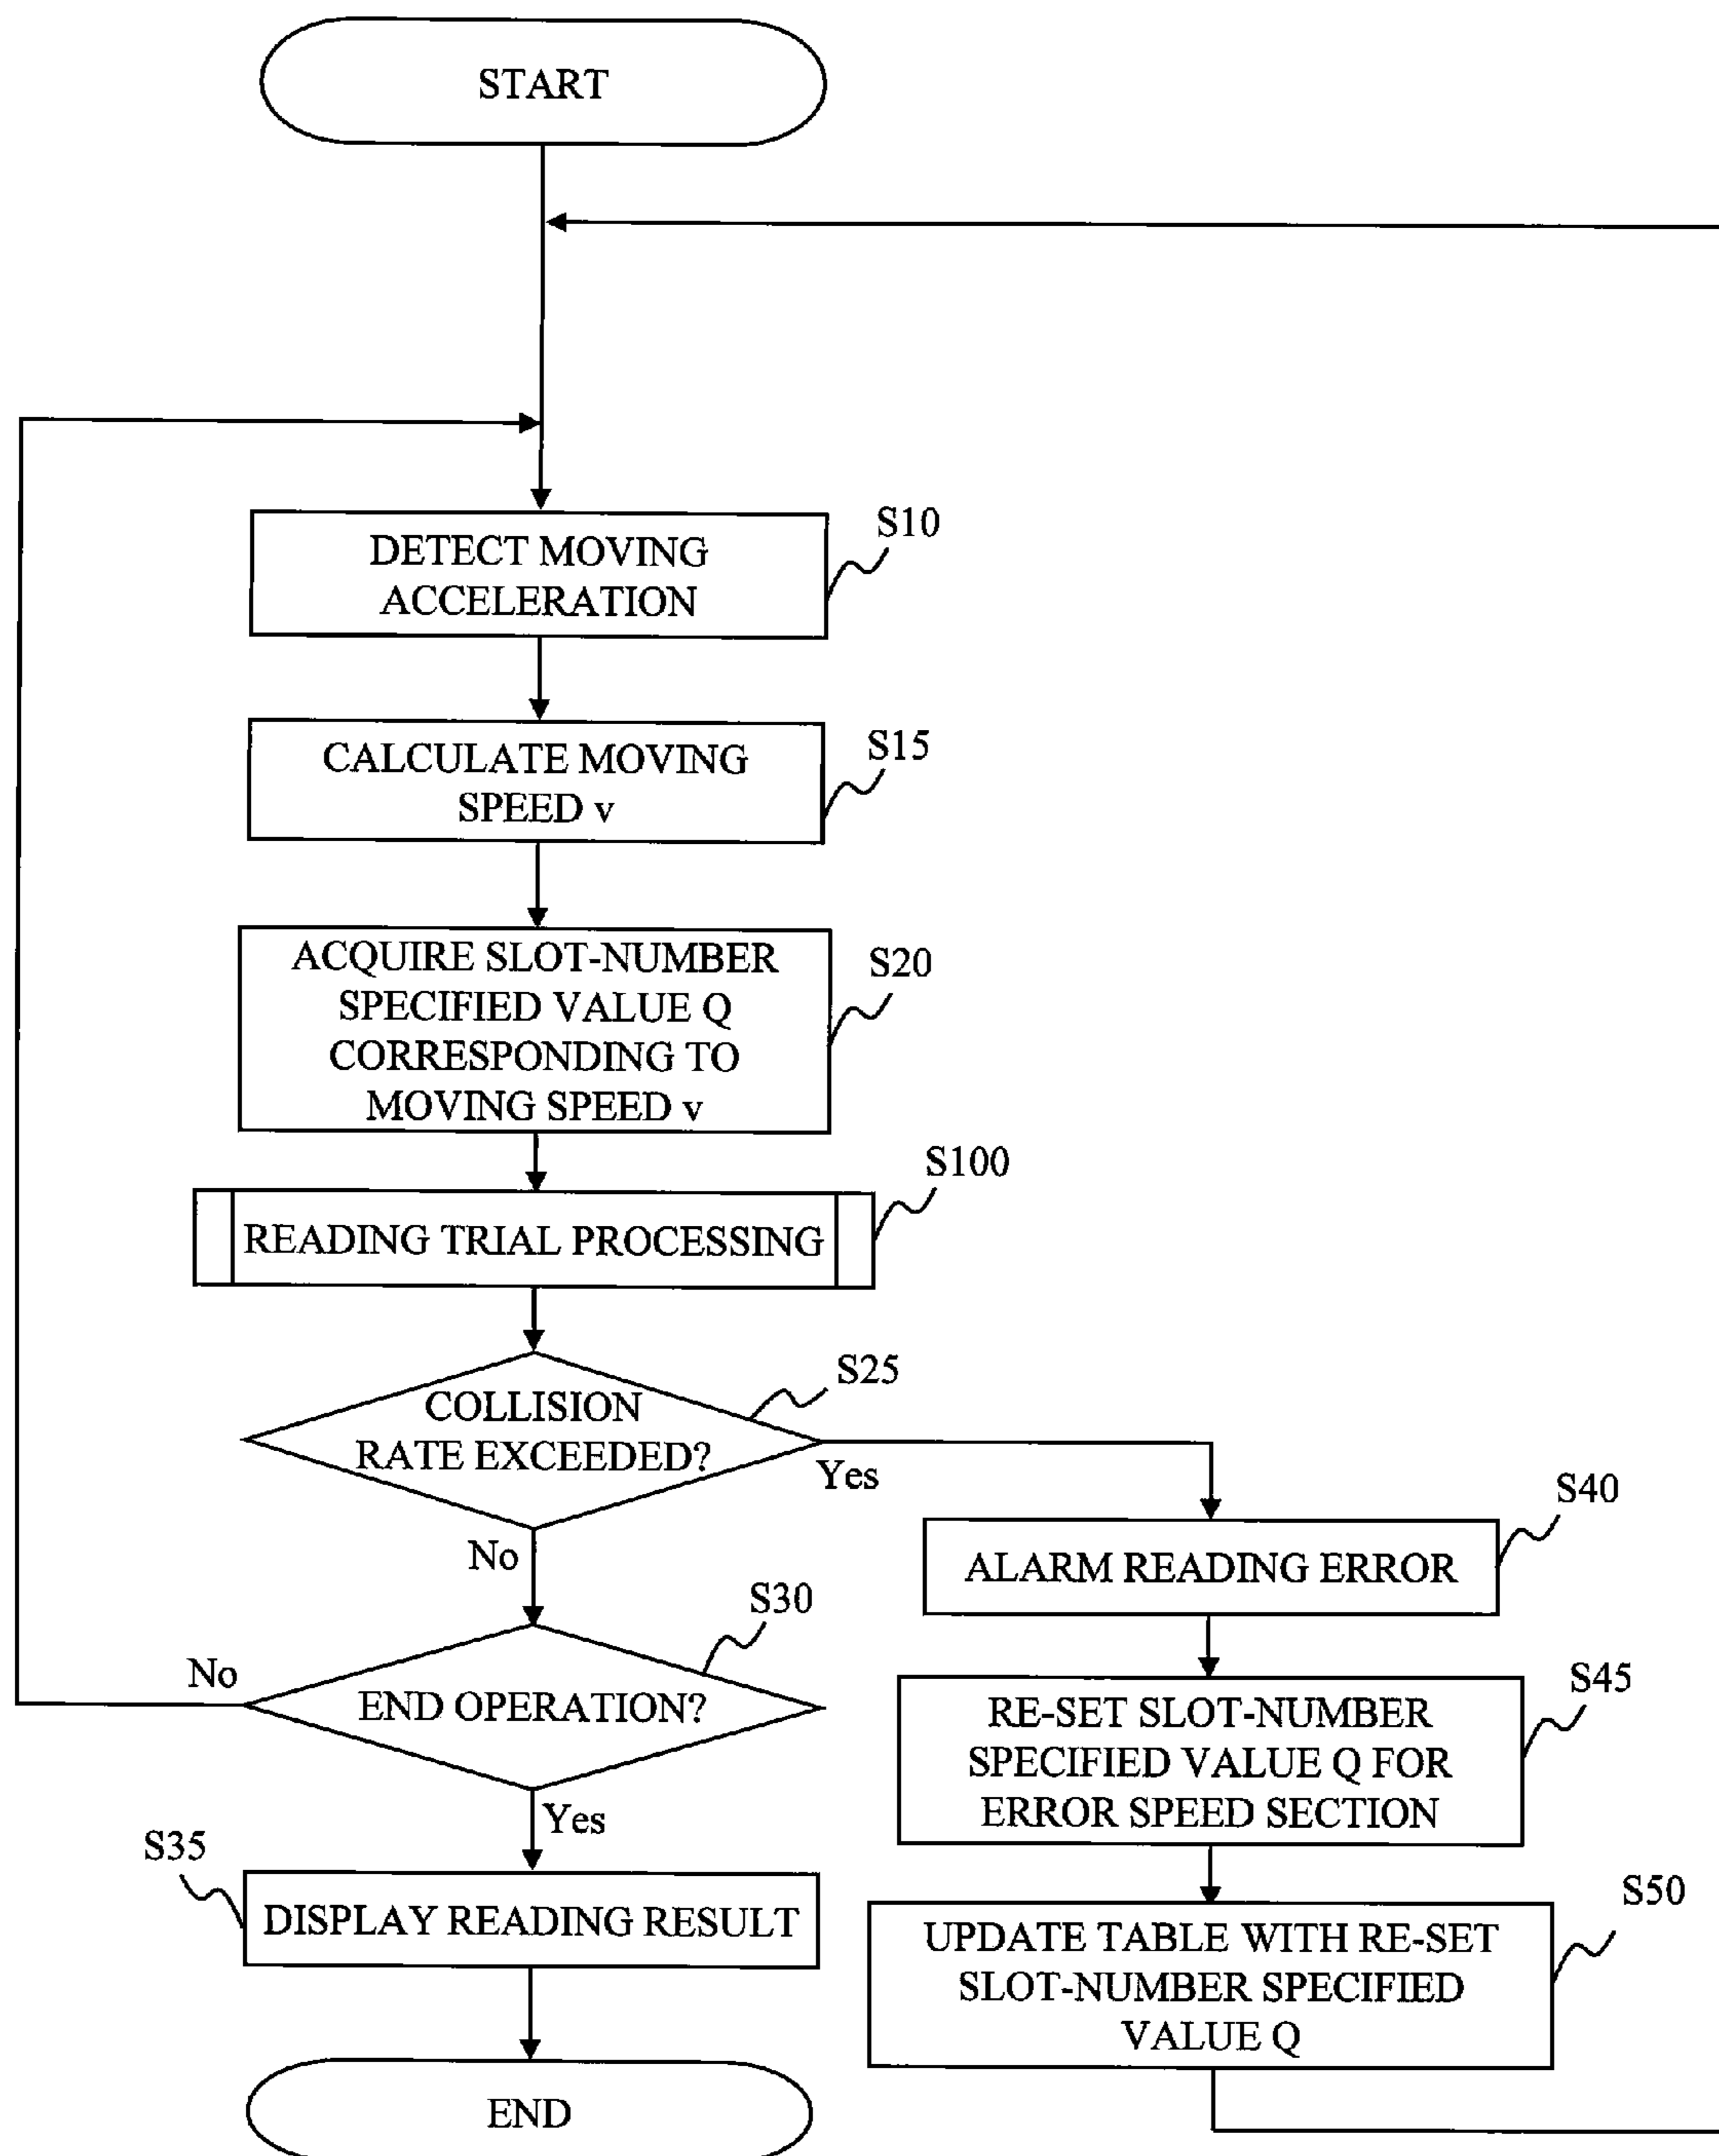 START
S10
DETECT MOVING
ACCELERATION
S15
CALCULATE MOVING
SPEED v
S20
ACQUIRE SLOT-NUMBER
SPECIFIED VALUE Q
CORRESPONDING TO
MOVING SPEED v
S100
READING TRIAL PROCESSING
S25
COLLISION
RATE EXCEEDED?
Yes
No
S40
ALARM READING ERROR
S30
END OPERATION?
No
Yes
S45
RE-SET SLOT-NUMBER
SPECIFIED VALUE Q FOR
ERROR SPEED SECTION
S35
DISPLAY READING RESULT
S50
UPDATE TABLE WITH RE-SET
SLOT-NUMBER SPECIFIED
VALUE Q
END